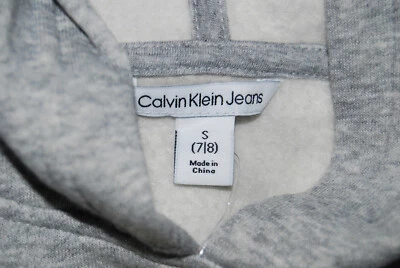 Calvin Klein Jeans
S
(7|8)
Made in
China